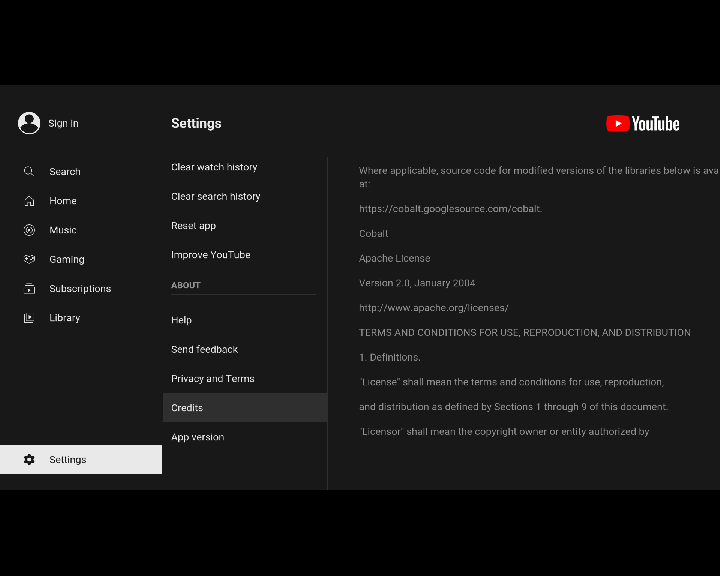 Sign in
Search
Home
Music
Gaming
Subscriptions
Library
Settings
Settings
Clear watch history
Clear search history
Reset app
Improve YouTube
ABOUT
Help
Send feedback
Privacy and Terms
Credits
App version
YouTube
Where applicable, source code for modified versions of the libraries below is ava
at:
https://cobalt.googlesource.com/cobalt.
Cobalt
Apache License
Version 2.0, January 2004
http://www.apache.org/licenses/
TERMS AND CONDITIONS FOR USE, REPRODUCTION, AND DISTRIBUTION
1. Definitions.
"License" shall mean the terms and conditions for use, reproduction,
and distribution as defined by Sections 1 through 9 of this document.
"Licensor" shall mean the copyright owner or entity authorized by